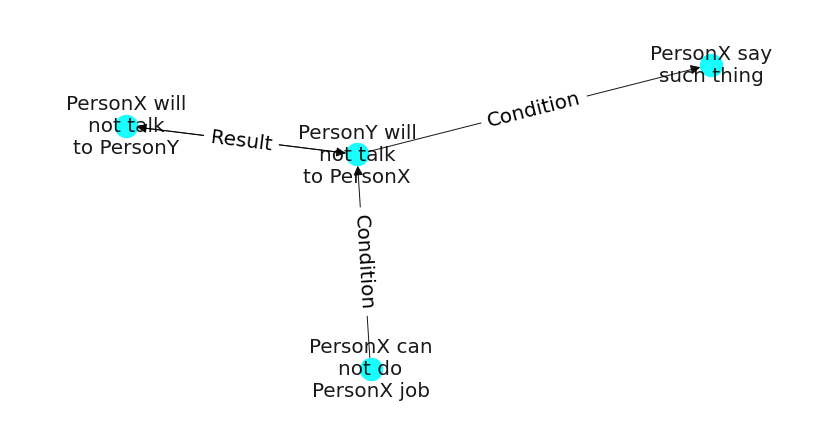 PersonX say
such thing
Condition
PersonX will
not talk
to PersonY
Result
PersonY will
not talk
to PersonX
Condition
PersonX can
not do
PersonX job